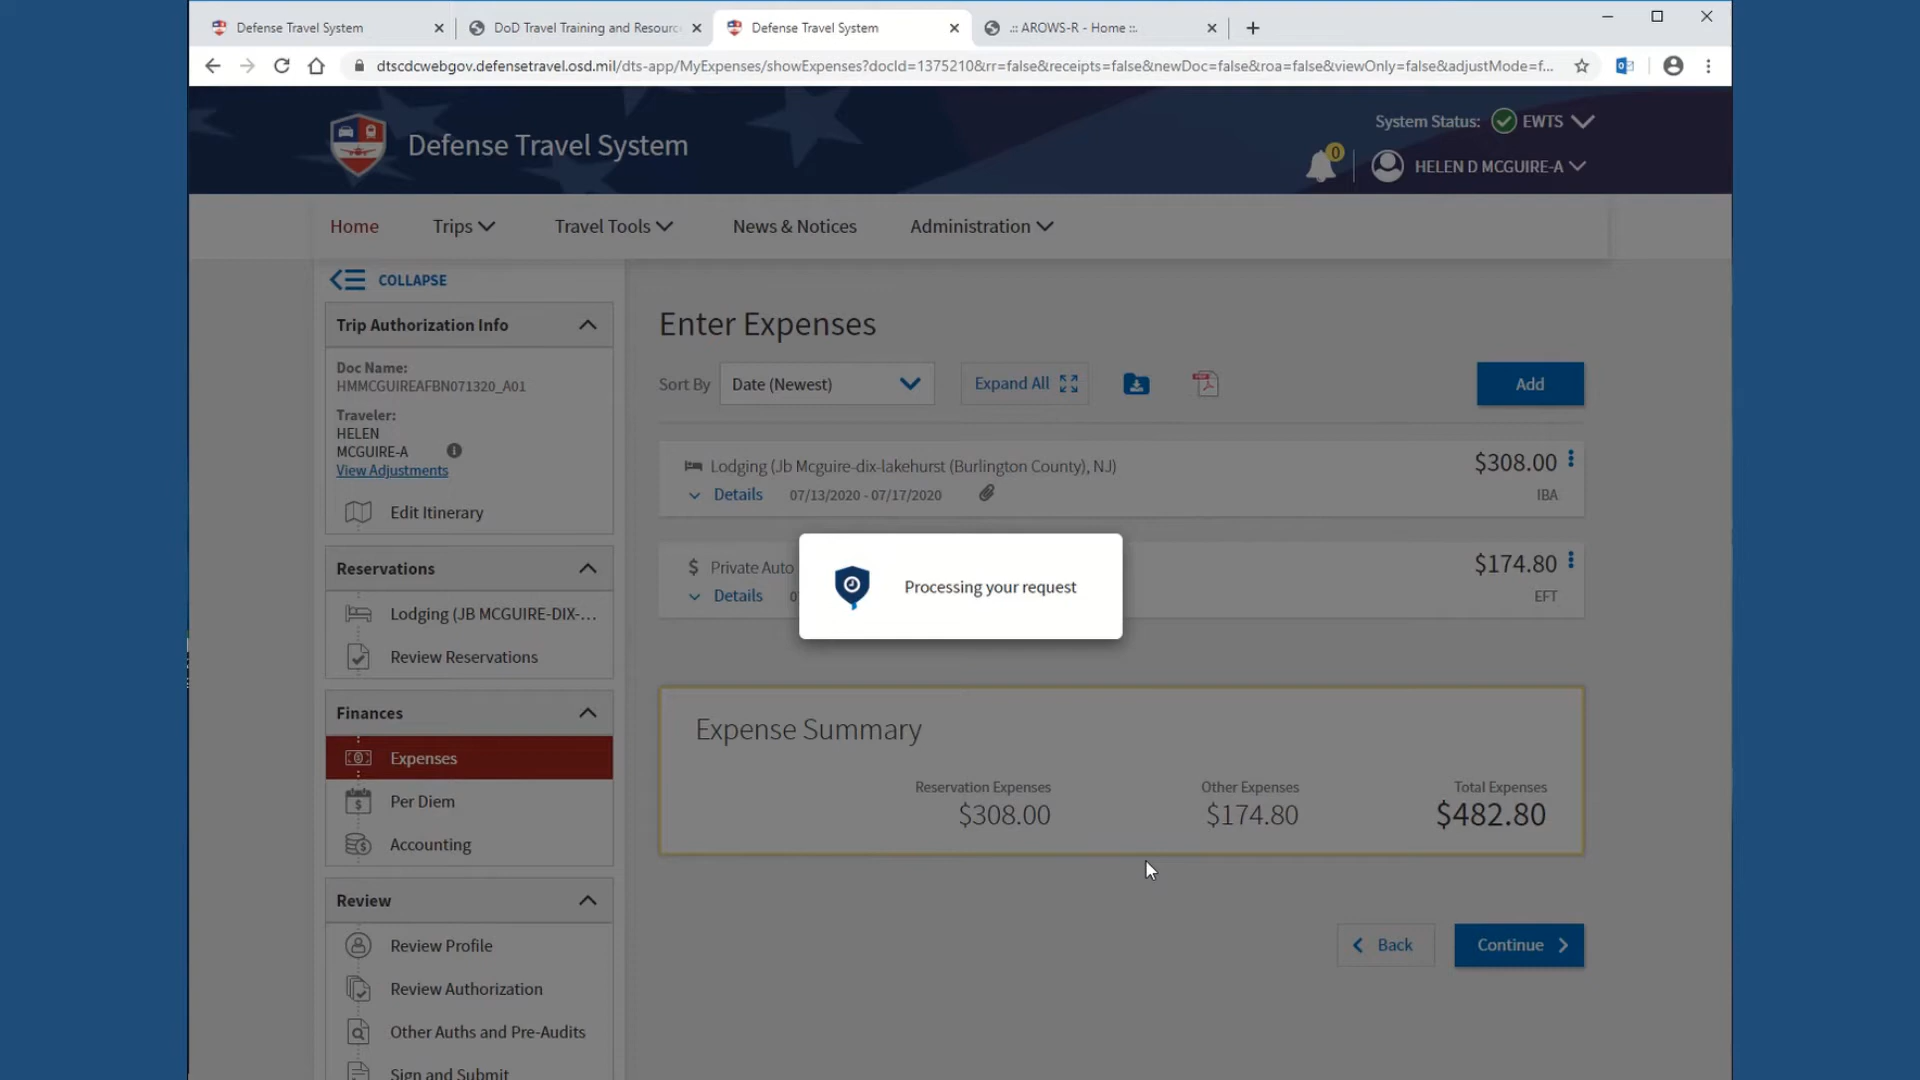 Defense Travel System
DoD Travel Training and Resourc
Defense Travel System
.:: AROWS-R - Home ::.
dtscdcwebgov.defensetravel.osd.mil/dts-app/MyExpenses/showExpenses?docId=1375210&rr=false&receipts=false&newDoc=false&roa=false&viewOnly=false&adjustMode=f...
System Status: EWTS
Defense Travel System
0
HELEN D MCGUIRE-A
Home
Trips
Travel Tools
News & Notices
Administration
COLLAPSE
Trip Authorization Info
Doc Name:
HMMCGUIREAFBN071320_A01
Traveler:
HELEN
MCGUIRE-A
View Adjustments
Edit Itinerary
Reservations
Lodging (JB MCGUIRE-DIX-...
Review Reservations
Finances
Expenses
Per Diem
Accounting
Review
Review Profile
Review Authorization
Other Auths and Pre-Audits
Sign and Submit
Enter Expenses
Sort By
Date (Newest)
Expand All
Add
Lodging (Jb Mcguire-dix-lakehurst (Burlington County), NJ)
$308.00
Details
07/13/2020 - 07/17/2020
IBA
$ Private Auto
$174.80
Details
EFT
Processing your request
Expense Summary
Reservation Expenses
$308.00
Other Expenses
$174.80
Total Expenses
$482.80
Back
Continue